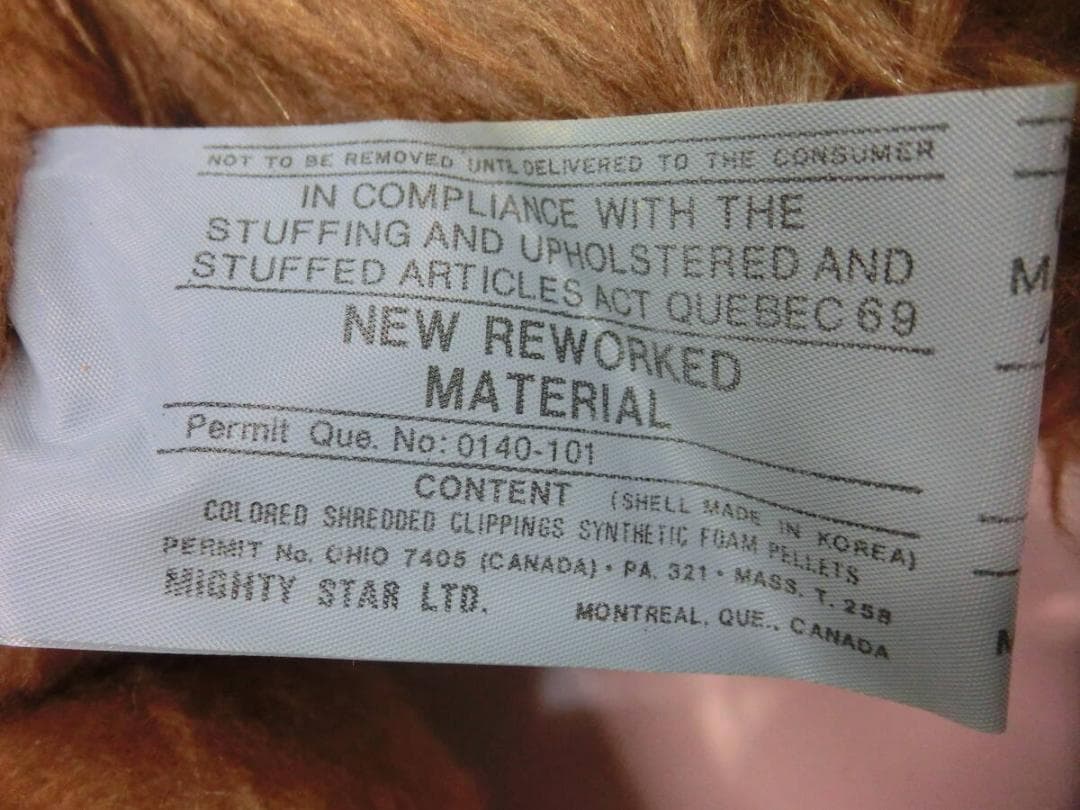 NOT TO BE REMOVED UNTIL DELIVERED TO THE CONSUMER
IN COMPLIANCE WITH THE
STUFFING AND UPHOLSTERED AND
STUFFED ARTICLES ACT QUEBEC 69
NEW REWORKED
MATERIAL
Permit Que. No: 0140-101
CONTENT (SHELL MADE IN KOREA)
COLORED SHREDDED CLIPPINGS SYNTHETIC FOAM PELLETS
PERMIT No. OHIO 7405 (CANADA) • PA. 321 • MASS. T. 258
MIGHTY STAR LTD. MONTREAL, QUE., CANADA